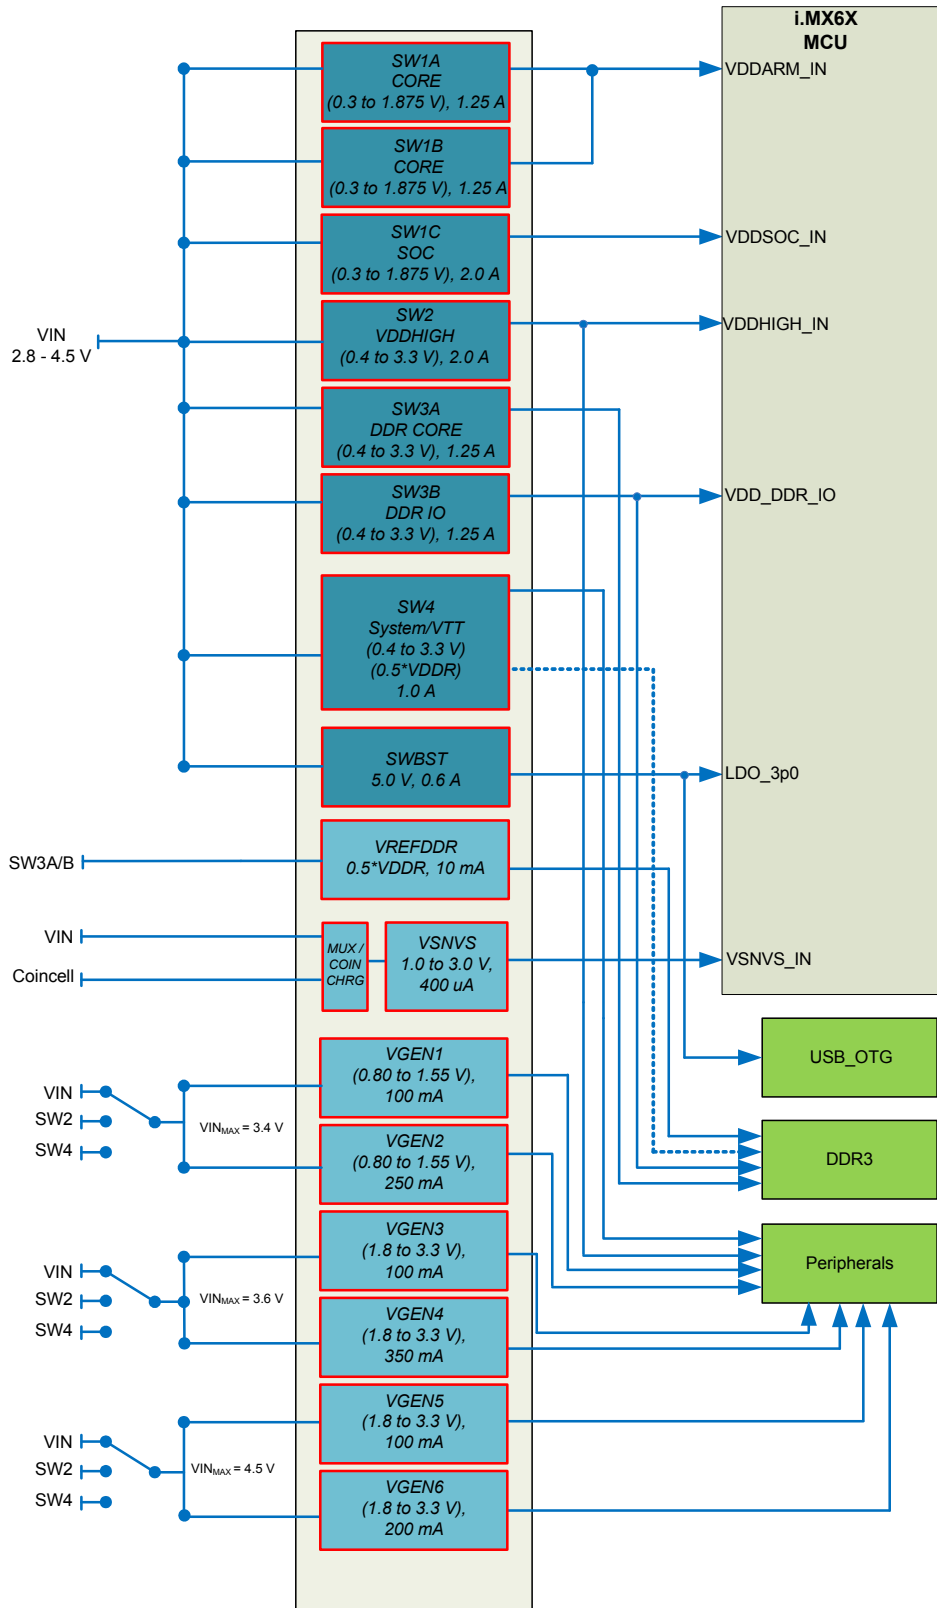 i.MX6X
MCU
SW1A
CORE
(0.3 to 1.875 V), 1.25 A
VDDARM_IN
SW1B
CORE
(0.3 to 1.875 V), 1.25 A
SW1C
SOC
(0.3 to 1.875 V), 2.0 A
VDDSOC_IN
VIN
2.8 - 4.5 V
SW2
VDDHIGH
(0.4 to 3.3 V), 2.0 A
VDDHIGH_IN
SW3A
DDR CORE
(0.4 to 3.3 V), 1.25 A
SW3B
DDR IO
(0.4 to 3.3 V), 1.25 A
VDD_DDR_IO
SW4
System/VTT
(0.4 to 3.3 V)
(0.5*VDDR)
1.0 A
SWBST
5.0 V, 0.6 A
LDO_3p0
SW3A/B
VREFDDR
0.5*VDDR, 10 mA
VIN
Coincell
MUX /
COIN
CHRG
VSNVS
1.0 to 3.0 V,
400 uA
VSNVS_IN
USB_OTG
VIN
SW2
SW4
VINMAX = 3.4 V
VGEN1
(0.80 to 1.55 V),
100 mA
VGEN2
(0.80 to 1.55 V),
250 mA
DDR3
VIN
SW2
SW4
VINMAX = 3.6 V
VGEN3
(1.8 to 3.3 V),
100 mA
VGEN4
(1.8 to 3.3 V),
350 mA
Peripherals
VIN
SW2
SW4
VINMAX = 4.5 V
VGEN5
(1.8 to 3.3 V),
100 mA
VGEN6
(1.8 to 3.3 V),
200 mA